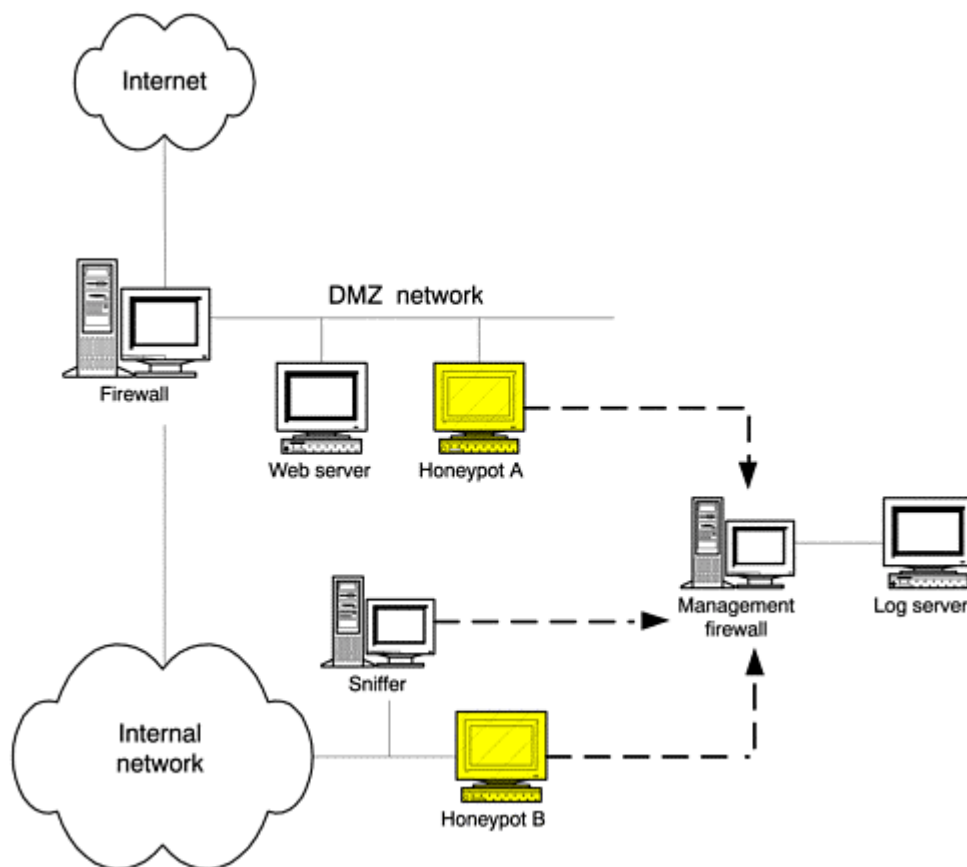 Internet
DMZ network
Firewall
Web server
Honeypot A
Management
firewall
Log server
Sniffer
Internal
network
Honeypot B